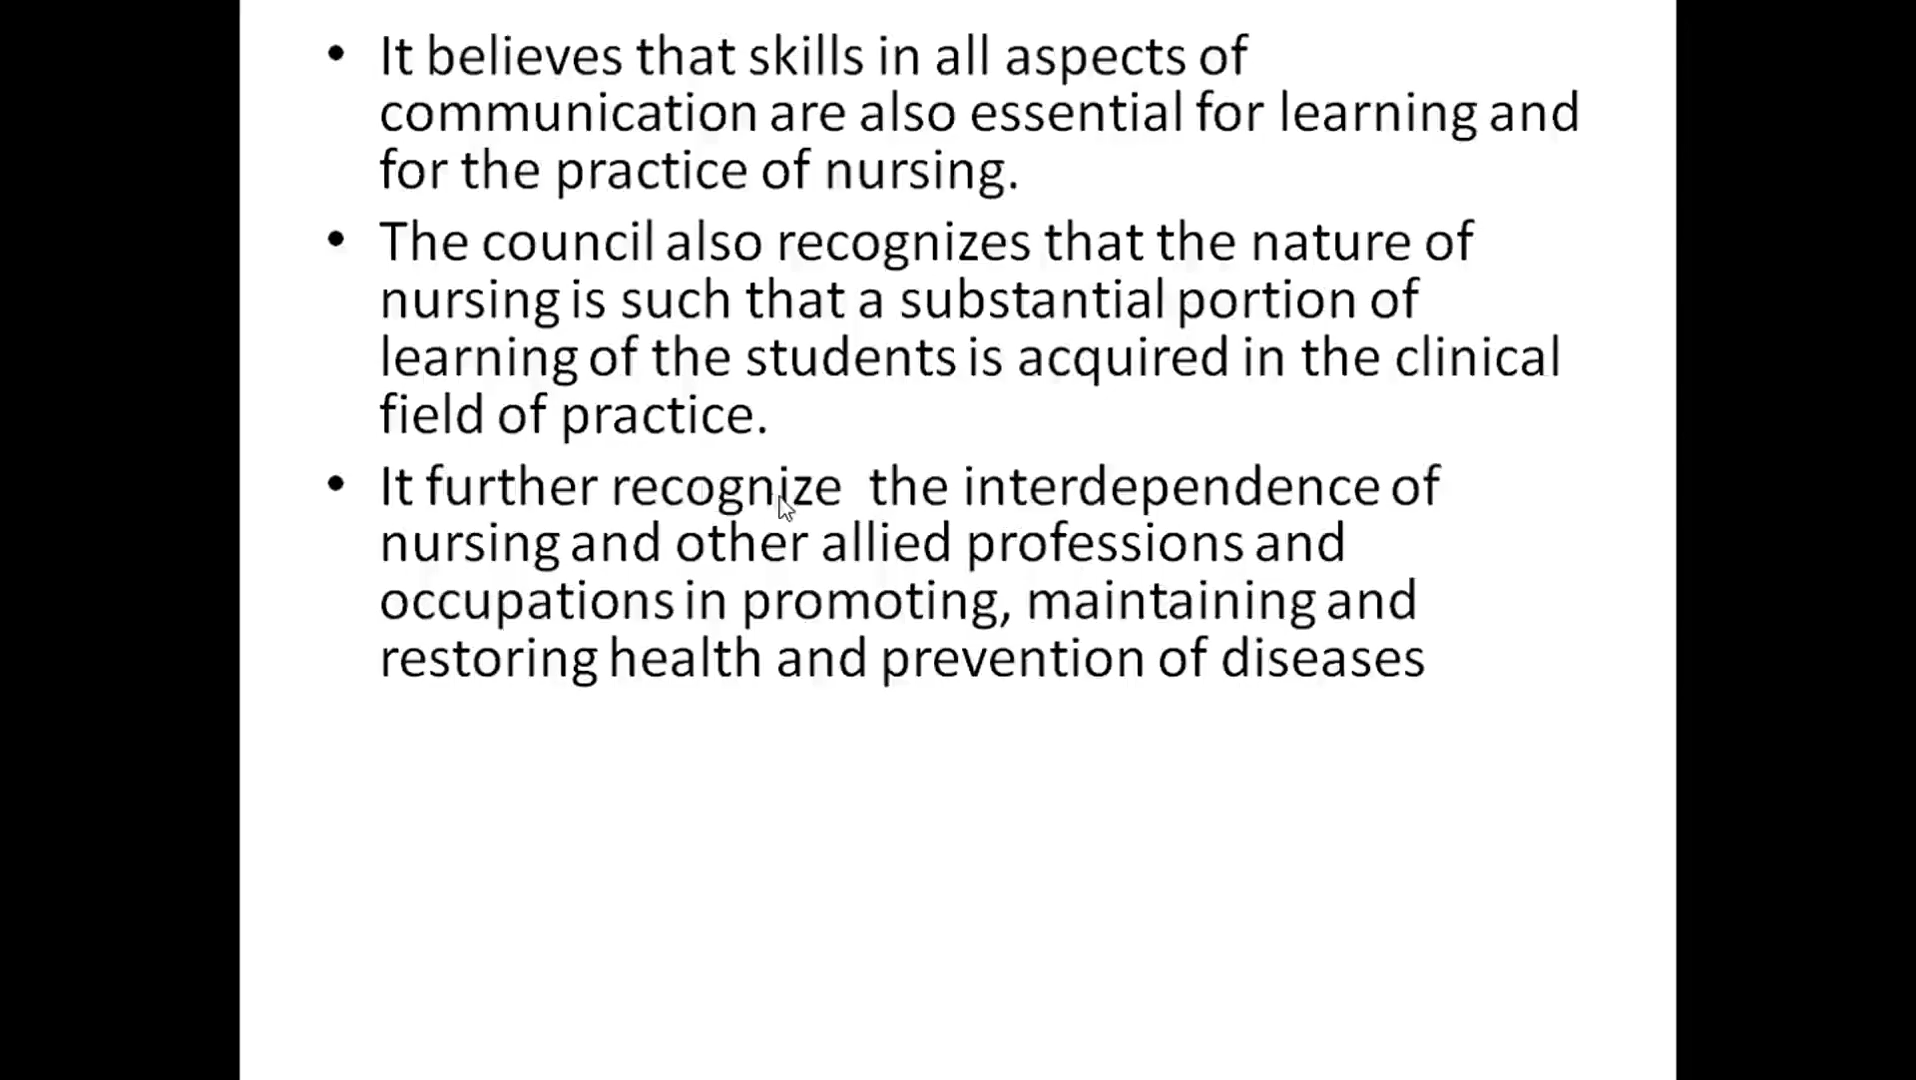 • It believes that skills in all aspects of
communication are also essential for learning and
for the practice of nursing.
• The council also recognizes that the nature of
nursing is such that a substantial portion of
learning of the students is acquired in the clinical
field of practice.
• It further recognize  the interdependence of
nursing and other allied professions and
occupations in promoting, maintaining and
restoring health and prevention of diseases